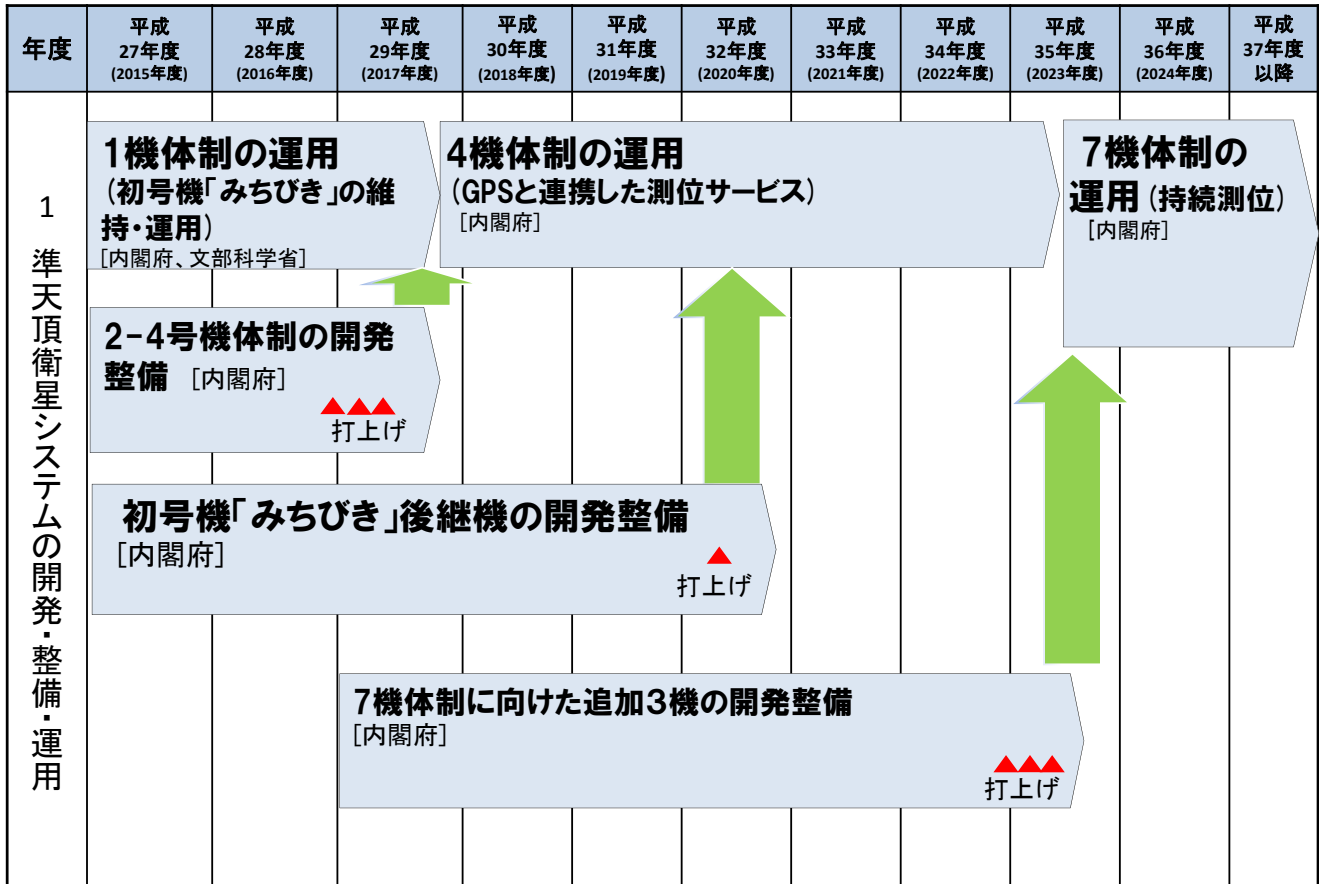 年度
平成
27年度
(2015年度)
平成
28年度
(2016年度)
平成
29年度
(2017年度)
平成
30年度
(2018年度)
平成
31年度
(2019年度)
平成
32年度
(2020年度)
平成
33年度
(2021年度)
平成
34年度
(2022年度)
平成
35年度
(2023年度)
平成
36年度
(2024年度)
平成
37年度
以降
1 準天頂衛星システムの開発・整備・運用
1機体制の運用
(初号機「みちびき」の維
持・運用)
[内閣府、文部科学省]
4機体制の運用
(GPSと連携した測位サービス)
[内閣府]
7機体制の
運用(持続測位)
[内閣府]
2-4号機体制の開発
整備 [内閣府]
打上げ
初号機「みちびき」後継機の開発整備
[内閣府]
打上げ
7機体制に向けた追加3機の開発整備
[内閣府]
打上げ